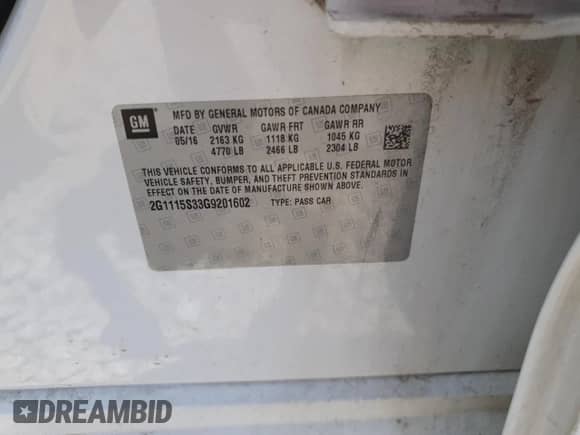 GM
MFD BY GENERAL MOTORS OF CANADA COMPANY
DATE GVWR GAWR FRT GAWR RR
05/16 2163 KG 1118 KG 1045 KG
4770 LB 2466 LB 2304 LB
THIS VEHICLE CONFORMS TO ALL APPLICABLE U.S. FEDERAL MOTOR
VEHICLE SAFETY, BUMPER, AND THEFT PREVENTION STANDARDS IN
EFFECT ON THE DATE OF MANUFACTURE SHOWN ABOVE.
2G1115S33G9201602 TYPE: PASS CAR
DREAMBID